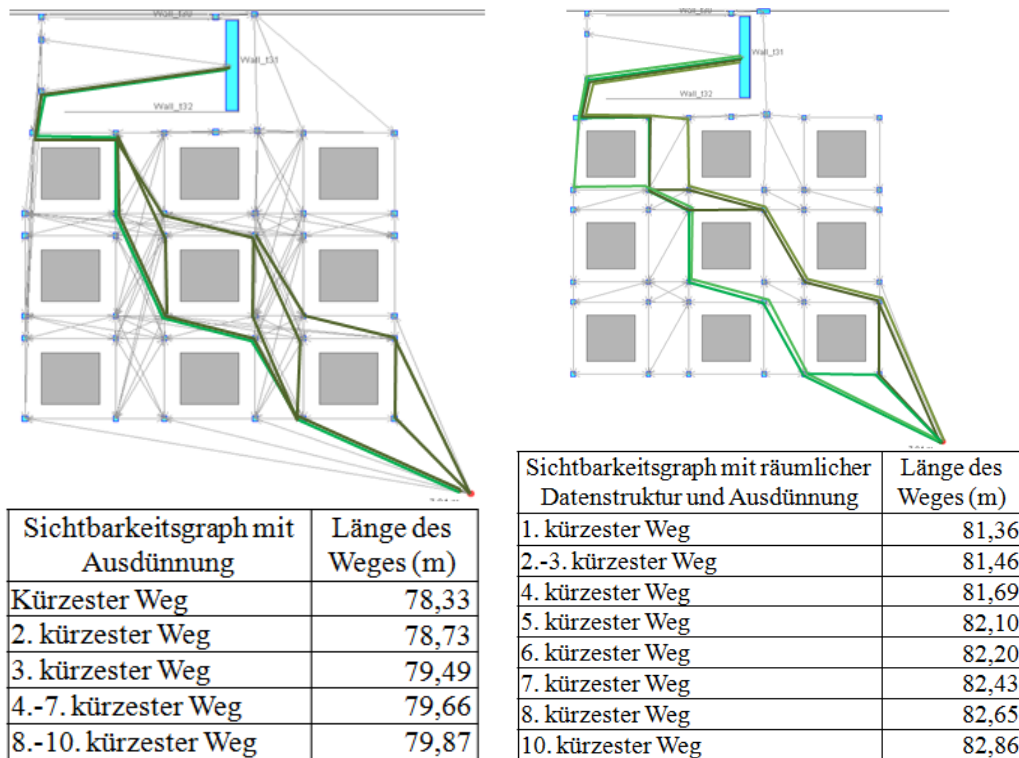 Wall_t30
Wall_t31
Wall_t32
Wall_t31
Wall_t32
Sichtbarkeitsgraph mit Ausdünnung
Länge des Weges (m)
Kürzester Weg 78,33
2. kürzester Weg 78,73
3. kürzester Weg 79,49
4.-7. kürzester Weg 79,66
8.-10. kürzester Weg 79,87
Sichtbarkeitsgraph mit räumlicher
Datenstruktur und Ausdünnung
Länge des
Weges (m)
1. kürzester Weg 81,36
2.-3. kürzester Weg 81,46
4. kürzester Weg 81,69
5. kürzester Weg 82,10
6. kürzester Weg 82,20
7. kürzester Weg 82,43
8. kürzester Weg 82,65
10. kürzester Weg 82,86